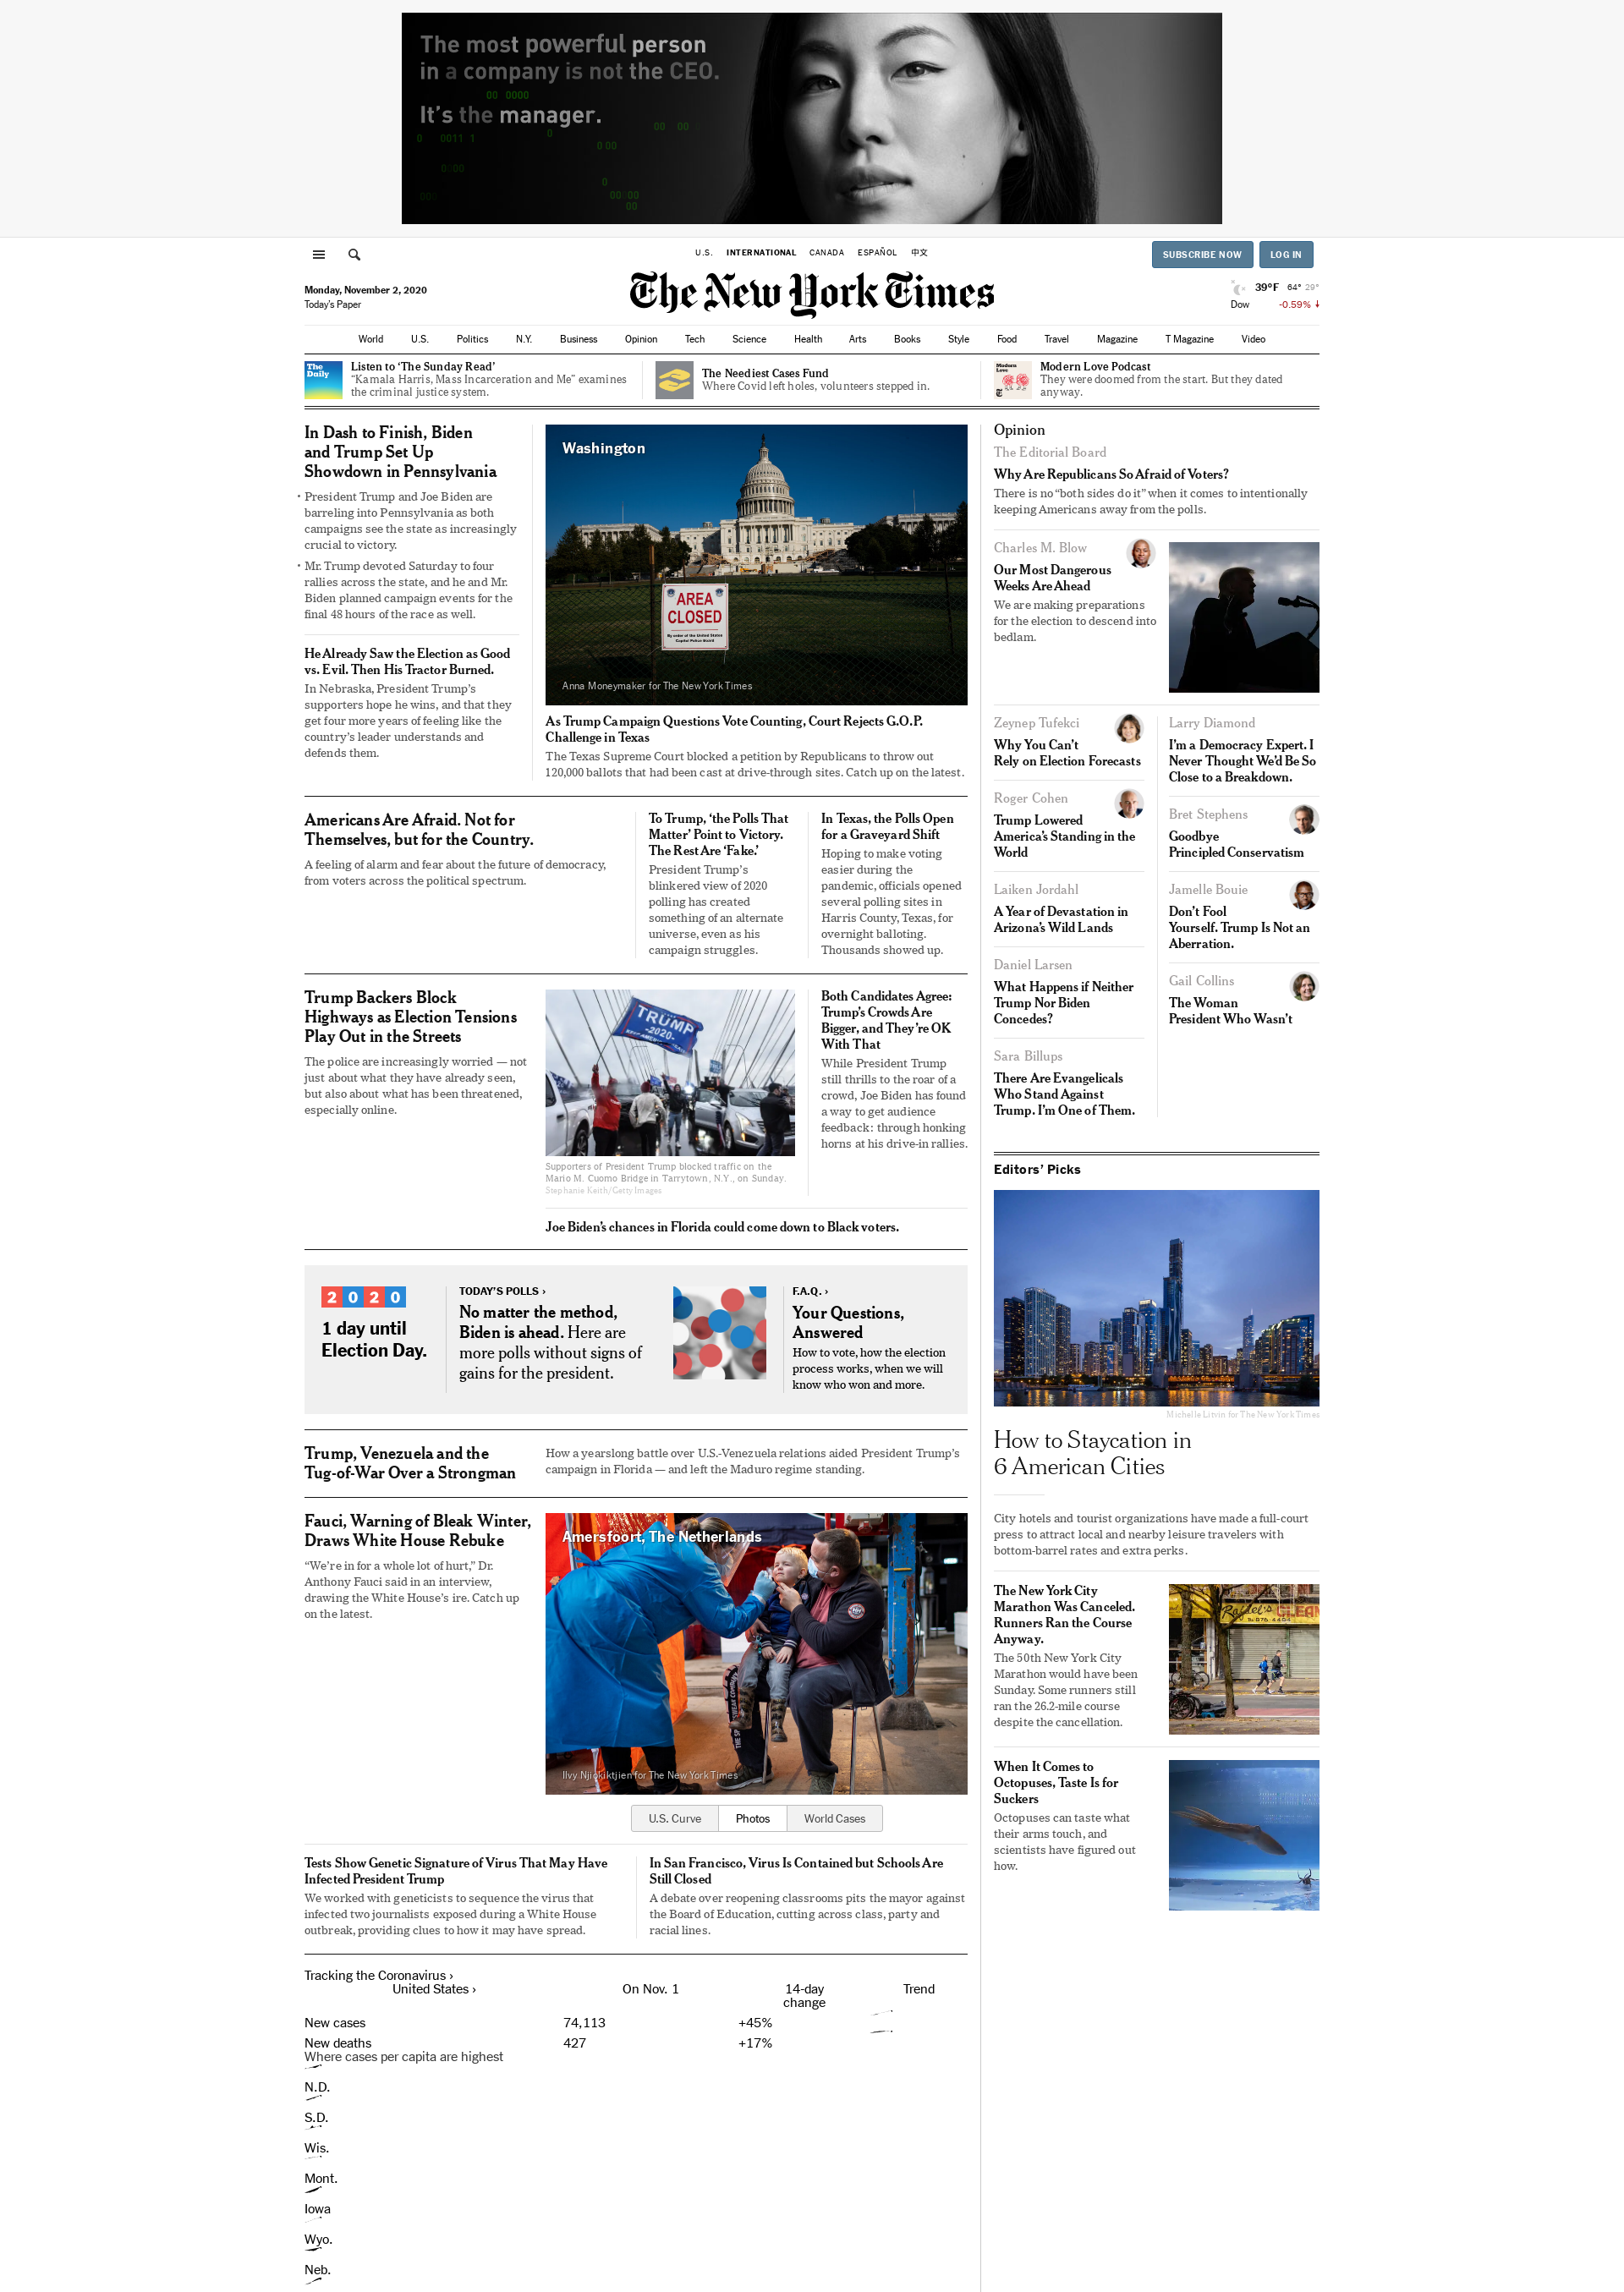 The most powerful person
in a company is not the CEO.
It's the manager.
00 0000
00 00
0 0011 1
0
0 00
0.00
0
000
00 00
00
U.S.
INTERNATIONAL
CANADA
ESPAÑOL
中文
SUBSCRIBE NOW
LOG IN
Monday, November 2, 2020
Today's Paper
The New York Times
39°F 64° 29°
Dow -0.59% ↓
World U.S. Politics N.Y. Business Opinion Tech Science Health Arts Books Style Food Travel Magazine T Magazine Video
The
Daily
Listen to ‘The Sunday Read’
“Kamala Harris, Mass Incarceration and Me” examines
the criminal justice system.
The Neediest Cases Fund
Where Covid left holes, volunteers stepped in.
Modern
Love
Modern Love Podcast
They were doomed from the start. But they dated
anyway.
In Dash to Finish, Biden
and Trump Set Up
Showdown in Pennsylvania
• President Trump and Joe Biden are
barreling into Pennsylvania as both
campaigns see the state as increasingly
crucial to victory.
• Mr. Trump devoted Saturday to four
rallies across the state, and he and Mr.
Biden planned campaign events for the
final 48 hours of the race as well.
He Already Saw the Election as Good
vs. Evil. Then His Tractor Burned.
In Nebraska, President Trump’s
supporters hope he wins, and that they
get four more years of feeling like the
country’s leader understands and
defends them.
Washington
AREA
CLOSED
By order of the United States
Capitol Police Board
Anna Moneymaker for The New York Times
As Trump Campaign Questions Vote Counting, Court Rejects G.O.P.
Challenge in Texas
The Texas Supreme Court blocked a petition by Republicans to throw out
120,000 ballots that had been cast at drive-through sites. Catch up on the latest.
Americans Are Afraid. Not for
Themselves, but for the Country.
A feeling of alarm and fear about the future of democracy,
from voters across the political spectrum.
To Trump, ‘the Polls That
Matter’ Point to Victory.
The Rest Are ‘Fake.’
President Trump’s
blinkered view of 2020
polling has created
something of an alternate
universe, even as his
campaign struggles.
In Texas, the Polls Open
for a Graveyard Shift
Hoping to make voting
easier during the
pandemic, officials opened
several polling sites in
Harris County, Texas, for
overnight balloting.
Thousands showed up.
Trump Backers Block
Highways as Election Tensions
Play Out in the Streets
The police are increasingly worried — not
just about what they have already seen,
but also about what has been threatened,
especially online.
TRUMP
2020
Supporters of President Trump blocked traffic on the
Mario M. Cuomo Bridge in Tarrytown, N.Y., on Sunday.
Stephanie Keith/Getty Images
Both Candidates Agree:
Trump’s Crowds Are
Bigger, and They’re OK
With That
While President Trump
still thrills to the roar of a
crowd, Joe Biden has found
a way to get audience
feedback: through honking
horns at his drive-in rallies.
Joe Biden’s chances in Florida could come down to Black voters.
2020
1 day until
Election Day.
TODAY’S POLLS ›
No matter the method,
Biden is ahead. Here are
more polls without signs of
gains for the president.
F.A.Q. ›
Your Questions,
Answered
How to vote, how the election
process works, when we will
know who won and more.
Trump, Venezuela and the
Tug-of-War Over a Strongman
How a yearslong battle over U.S.-Venezuela relations aided President Trump’s
campaign in Florida — and left the Maduro regime standing.
Fauci, Warning of Bleak Winter,
Draws White House Rebuke
“We’re in for a whole lot of hurt,” Dr.
Anthony Fauci said in an interview,
drawing the White House’s ire. Catch up
on the latest.
Amersfoort, The Netherlands
Ilvy Njiokiktjien for The New York Times
U.S. Curve
Photos
World Cases
Tests Show Genetic Signature of Virus That May Have
Infected President Trump
We worked with geneticists to sequence the virus that
infected two journalists exposed during a White House
outbreak, providing clues to how it may have spread.
In San Francisco, Virus Is Contained but Schools Are
Still Closed
A debate over reopening classrooms pits the mayor against
the Board of Education, cutting across class, party and
racial lines.
Tracking the Coronavirus ›
United States › On Nov. 1 14-day
change Trend
New cases 74,113 +45%
New deaths 427 +17%
Where cases per capita are highest
N.D.
S.D.
Wis.
Mont.
Iowa
Wyo.
Neb.
Opinion
The Editorial Board
Why Are Republicans So Afraid of Voters?
There is no “both sides do it” when it comes to intentionally
keeping Americans away from the polls.
Charles M. Blow
Our Most Dangerous
Weeks Are Ahead
We are making preparations
for the election to descend into
bedlam.
Zeynep Tufekci
Why You Can’t
Rely on Election Forecasts
Roger Cohen
Trump Lowered
America’s Standing in the
World
Laiken Jordahl
A Year of Devastation in
Arizona’s Wild Lands
Daniel Larsen
What Happens if Neither
Trump Nor Biden
Concedes?
Sara Billups
There Are Evangelicals
Who Stand Against
Trump. I’m One of Them.
Larry Diamond
I’m a Democracy Expert. I
Never Thought We’d Be So
Close to a Breakdown.
Bret Stephens
Goodbye
Principled Conservatism
Jamelle Bouie
Don’t Fool
Yourself. Trump Is Not an
Aberration.
Gail Collins
The Woman
President Who Wasn’t
Editors’ Picks
Michelle Litvin for The New York Times
How to Staycation in
6 American Cities
City hotels and tourist organizations have made a full-court
press to attract local and nearby leisure travelers with
bottom-barrel rates and extra perks.
The New York City
Marathon Was Canceled.
Runners Ran the Course
Anyway.
The 50th New York City
Marathon would have been
Sunday. Some runners still
ran the 26.2-mile course
despite the cancellation.
When It Comes to
Octopuses, Taste Is for
Suckers
Octopuses can taste what
their arms touch, and
scientists have figured out
how.